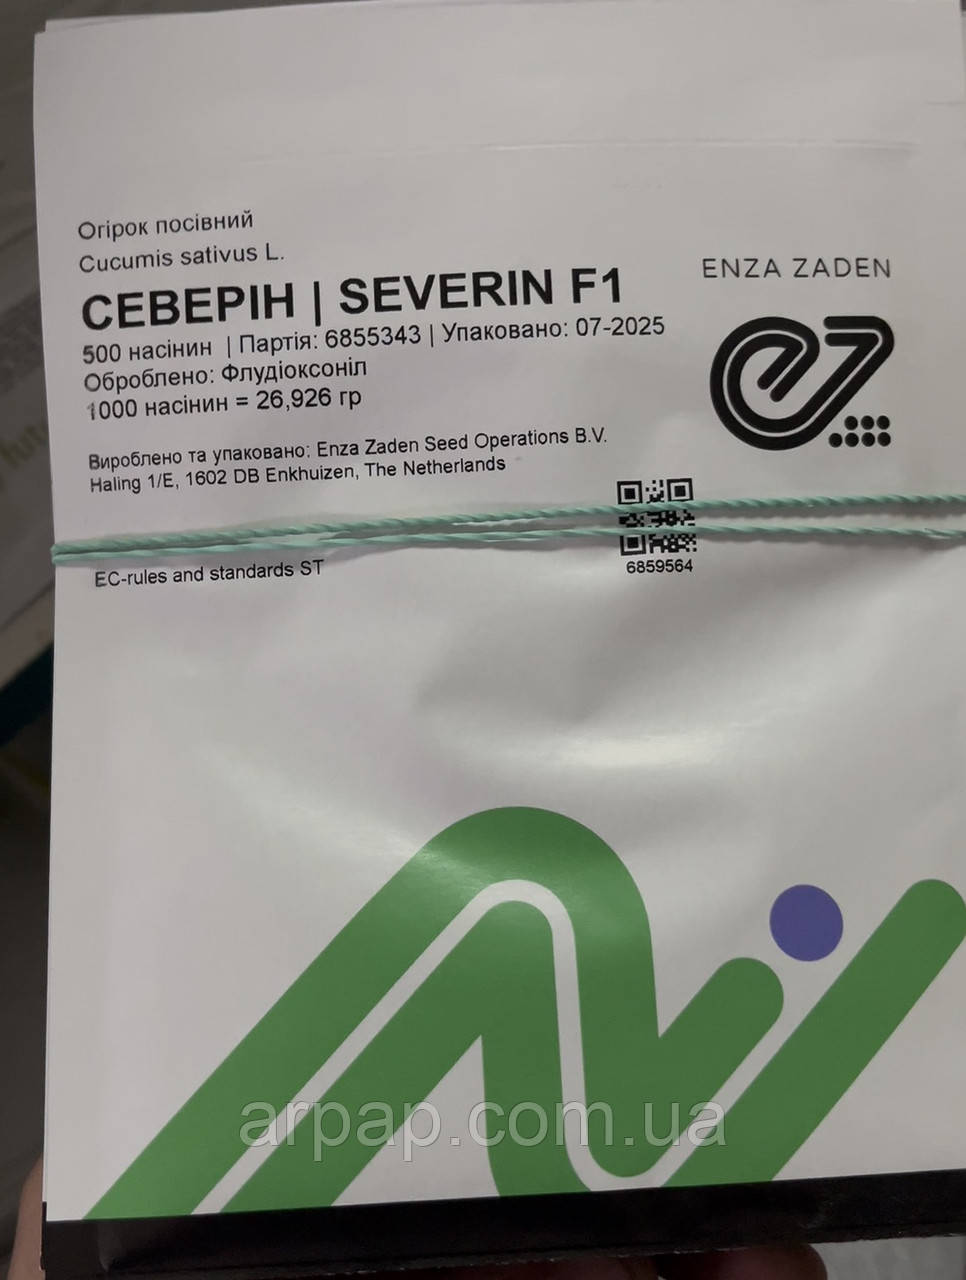 Огірок посівний
Cucumis sativus L.
СЕВЕРІН | SEVERIN F1
500 насінин | Партія: 6855343 | Упаковано: 07-2025
Оброблено: Флудіоксоніл
1000 насінин = 26,926 гр
Вироблено та упаковано: Enza Zaden Seed Operations B.V.
Haling 1/E, 1602 DB Enkhuizen, The Netherlands
EC-rules and standards ST
ENZA ZADEN
6859564
arpap.com.ua